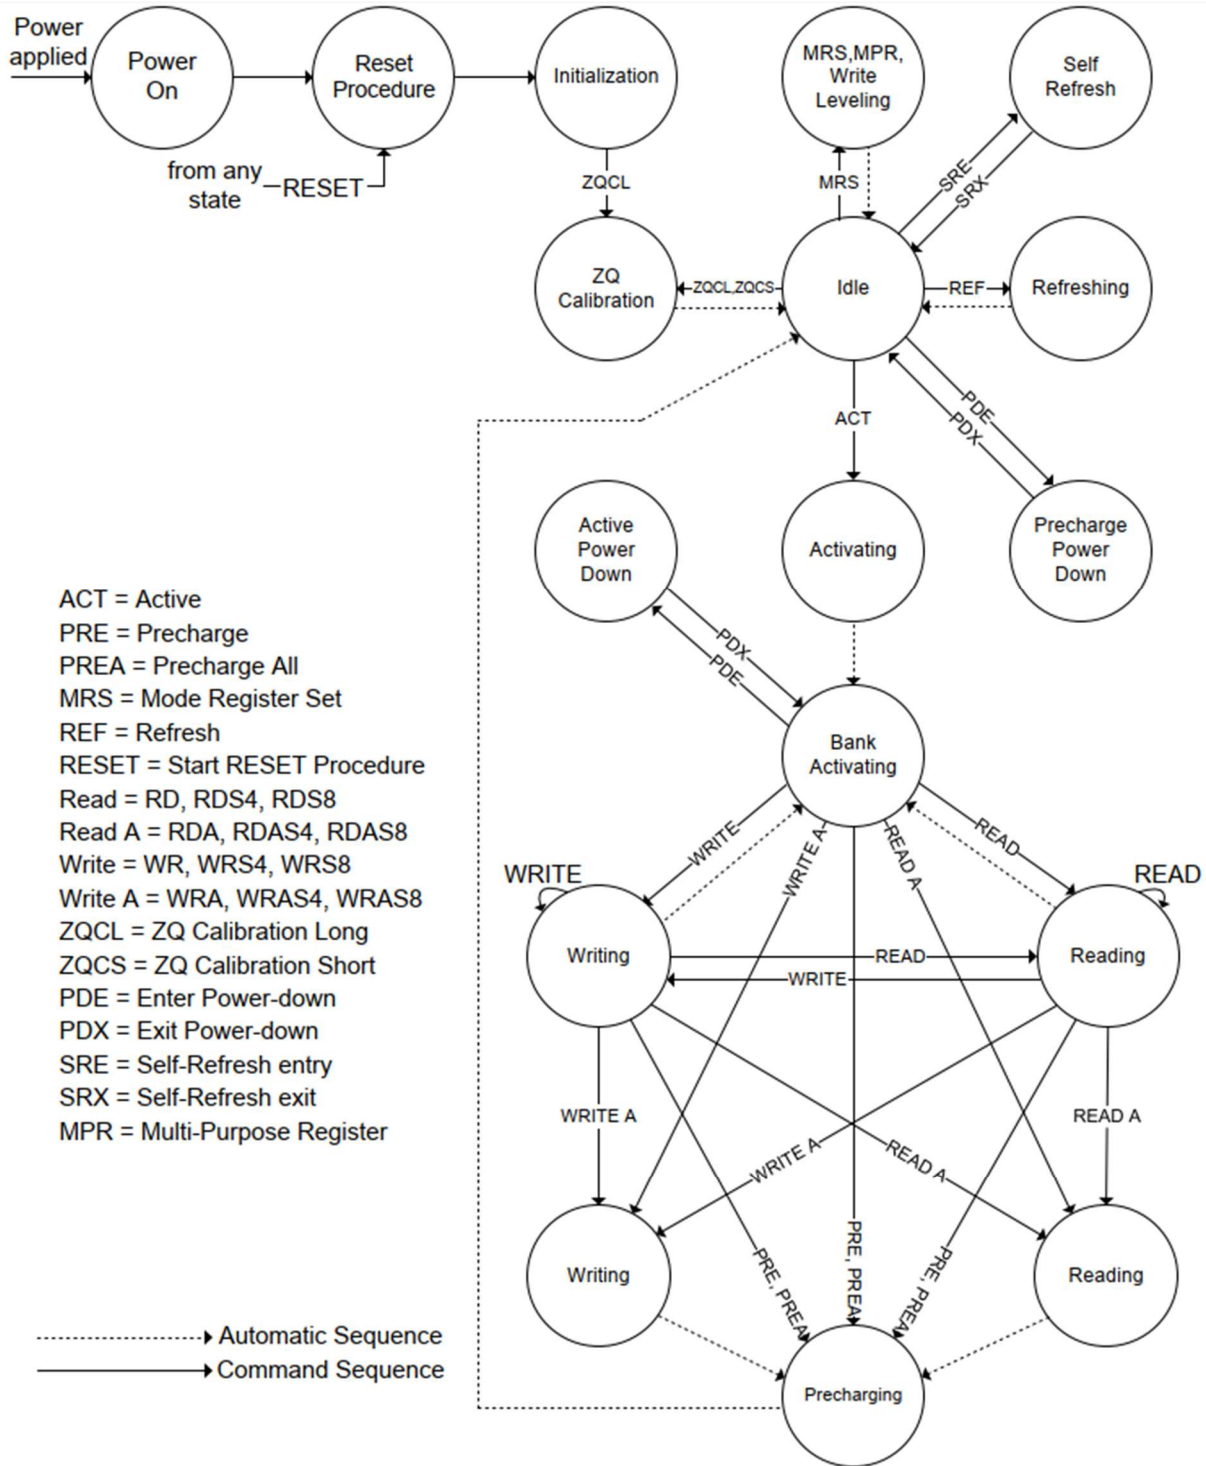 Power
applied
Power
On
Reset
Procedure
Initialization
MRS,MPR,
Write
Leveling
Self
Refresh
from any
state
RESET
ZQCL
MRS
SRE
SRX
ZQ
Calibration
ZQCL,ZQCS
Idle
REF
Refreshing
ACT
PDE
PDX
Active
Power
Down
Activating
Precharge
Power
Down
PDX
PDE
ACT = Active
PRE = Precharge
PREA = Precharge All
MRS = Mode Register Set
REF = Refresh
RESET = Start RESET Procedure
Read = RD, RDS4, RDS8
Read A = RDA, RDAS4, RDAS8
Write = WR, WRS4, WRS8
Write A = WRA, WRAS4, WRAS8
ZQCL = ZQ Calibration Long
ZQCS = ZQ Calibration Short
PDE = Enter Power-down
PDX = Exit Power-down
SRE = Self-Refresh entry
SRX = Self-Refresh exit
MPR = Multi-Purpose Register
Bank
Activating
WRITE
WRITE A
READ A
READ
WRITE
READ
Writing
READ
WRITE
Reading
WRITE A
WRITE A
READ A
READ A
Writing
PRE, PREA
PRE, PREA
PRE, PREA
Reading
Precharging
Automatic Sequence
Command Sequence